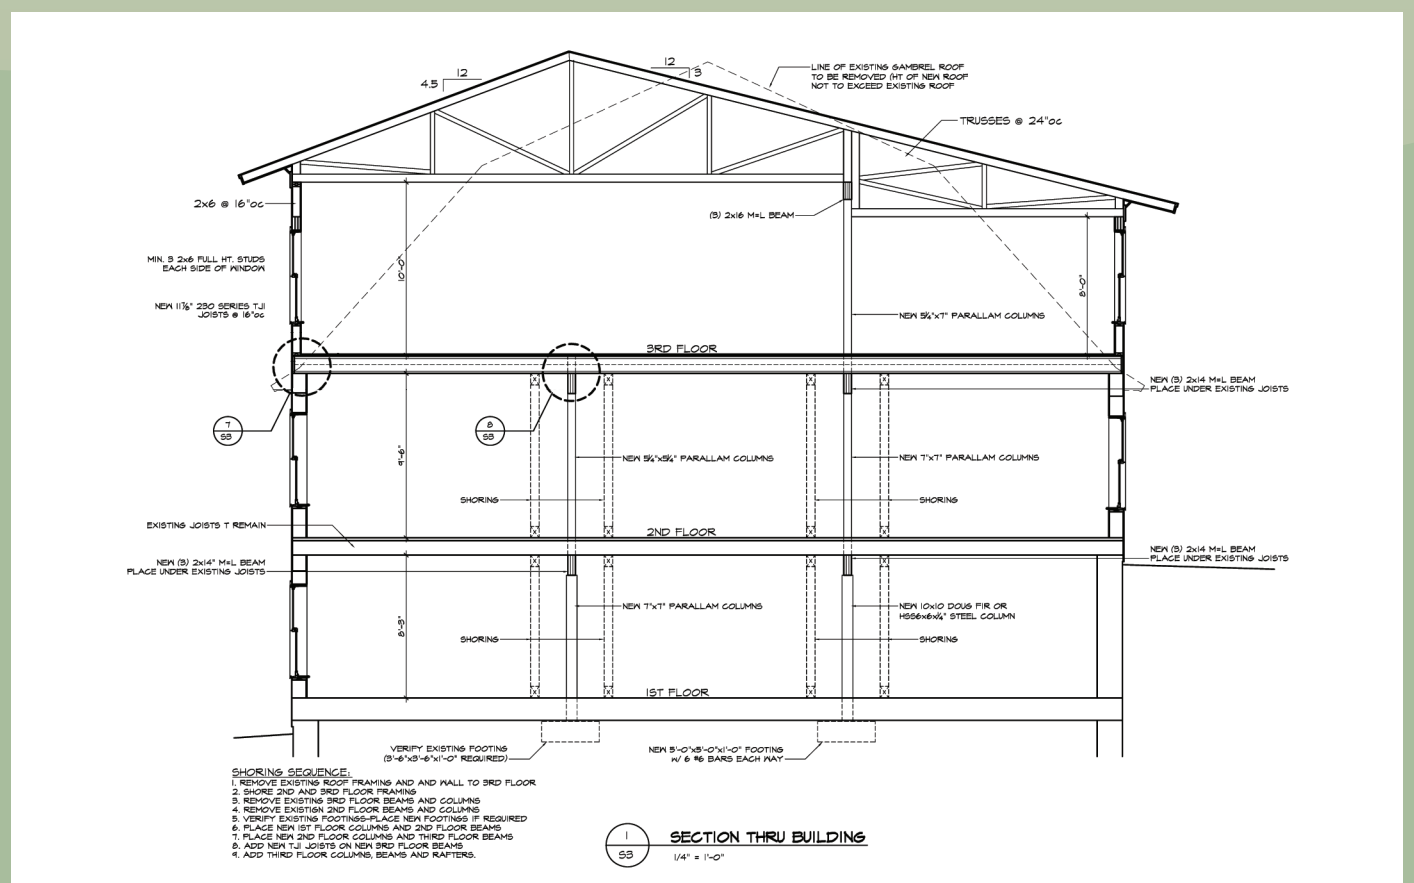 12
4.5
12
3
LINE OF EXISTING GAMBREL ROOF
TO BE REMOVED (HT OF NEW ROOF
NOT TO EXCEED EXISTING ROOF
TRUSSES @ 24"oc
2x6 @ 16"oc
(3) 2x16 M=L BEAM
MIN. 3 2x6 FULL HT. STUDS
EACH SIDE OF WINDOW
10'-0"
8'-0"
NEW 11⅞" 230 SERIES TJI
JOISTS @ 16"oc
NEW 5¼"x7" PARALLAM COLUMNS
3RD FLOOR
NEW (3) 2x14 M=L BEAM
PLACE UNDER EXISTING JOISTS
7
S3
8
S3
9'-6"
NEW 5¼"x5¼" PARALLAM COLUMNS
NEW 7"x7" PARALLAM COLUMNS
SHORING
SHORING
EXISTING JOISTS T REMAIN
2ND FLOOR
NEW (3) 2x14" M=L BEAM
PLACE UNDER EXISTING JOISTS
NEW (3) 2x14 M=L BEAM
PLACE UNDER EXISTING JOISTS
8'-3"
NEW 7"x7" PARALLAM COLUMNS
NEW 10x10 DOUG FIR OR
HSS6x6x¼" STEEL COLUMN
SHORING
SHORING
1ST FLOOR
VERIFY EXISTING FOOTING
(3'-6"x3'-6"x1'-0" REQUIRED)
NEW 5'-0"x5'-0"x1'-0" FOOTING
w/ 6 #6 BARS EACH WAY
SHORING SEQUENCE:
1. REMOVE EXISTING ROOF FRAMING AND AND WALL TO 3RD FLOOR
2. SHORE 2ND AND 3RD FLOOR FRAMING
3. REMOVE EXISTING 3RD FLOOR BEAMS AND COLUMNS
4. REMOVE EXISTIGN 2ND FLOOR BEAMS AND COLUMNS
5. VERIFY EXISTING FOOTINGS-PLACE NEW FOOTINGS IF REQUIRED
6. PLACE NEW 1ST FLOOR COLUMNS AND 2ND FLOOR BEAMS
7. PLACE NEW 2ND FLOOR COLUMNS AND THIRD FLOOR BEAMS
8. ADD NEW TJI JOISTS ON NEW 3RD FLOOR BEAMS
9. ADD THIRD FLOOR COLUMNS, BEAMS AND RAFTERS.
1
S3
SECTION THRU BUILDING
1/4" = 1'-0"